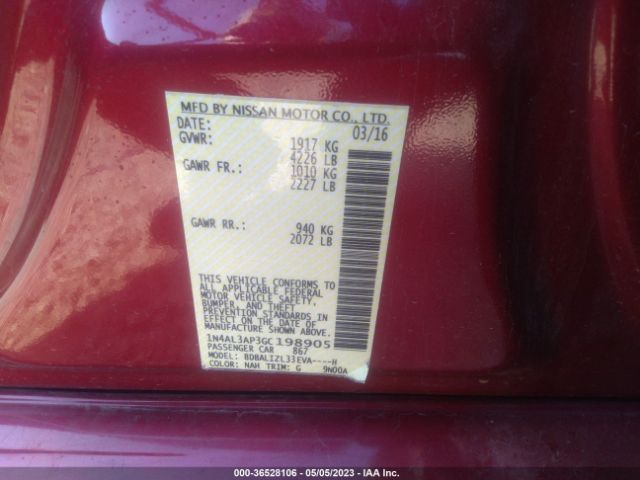 MFD BY NISSAN MOTOR CO., LTD.
DATE: 03/16
GVWR: 1917 KG
4226 LB
GAWR FR.: 1010 KG
2227 LB
GAWR RR.: 940 KG
2072 LB
THIS VEHICLE CONFORMS TO
ALL APPLICABLE FEDERAL
MOTOR VEHICLE SAFETY,
BUMPER, AND THEFT
PREVENTION STANDARDS IN
EFFECT ON THE DATE OF
MANUFACTURE SHOWN ABOVE.
1N4AL3AP3GC198905
PASSENGER CAR 867
MODEL: BDBALIZL33EVA----H
COLOR: NAH TRIM: G 9N00A
000-36528106 - 05/05/2023 - IAA Inc.